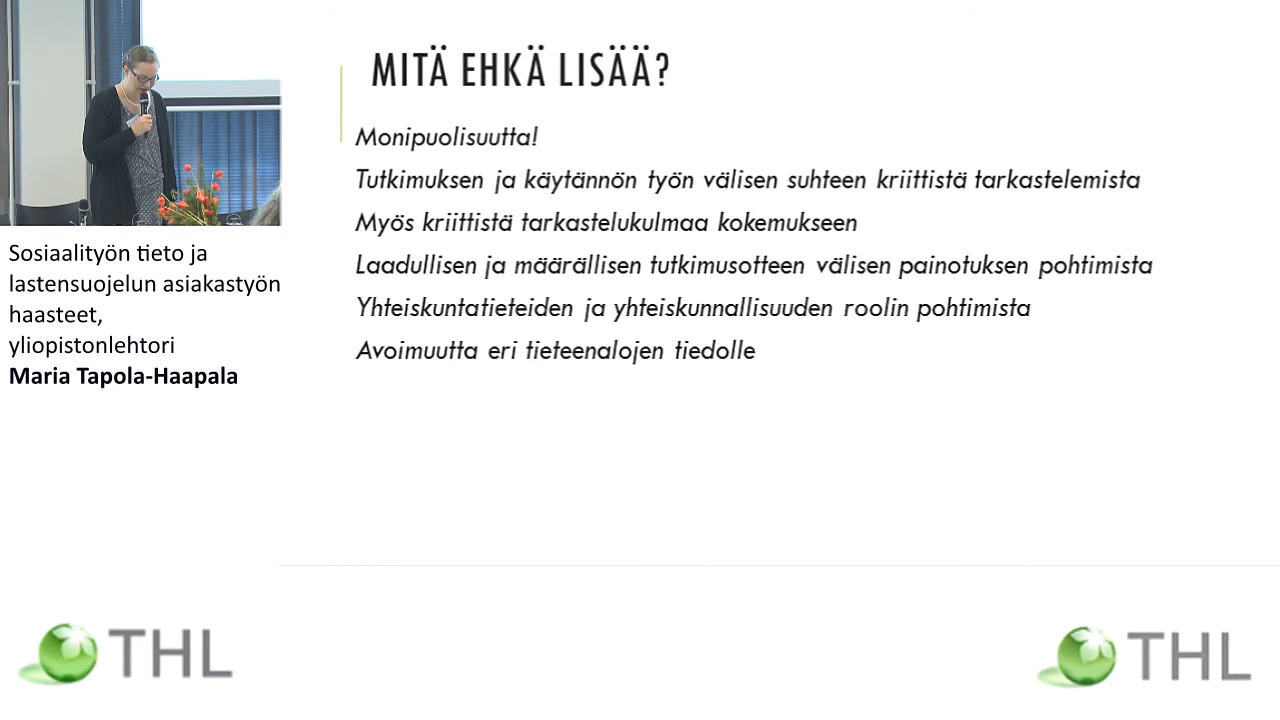 MITÄ EHKÄ LISÄÄ?
Monipuolisuutta!
Tutkimuksen ja käytännön työn välisen suhteen kriittistä tarkastelemista
Myös kriittistä tarkastelukulmaa kokemukseen
Laadullisen ja määrällisen tutkimusotteen välisen painotuksen pohtimista
Yhteiskuntatieteiden ja yhteiskunnallisuuden roolin pohtimista
Avoimuutta eri tieteenalojen tiedolle
Sosiaalityön tieto ja
lastensuojelun asiakastyön
haasteet,
yliopistonlehtori
Maria Tapola-Haapala
THL
THL